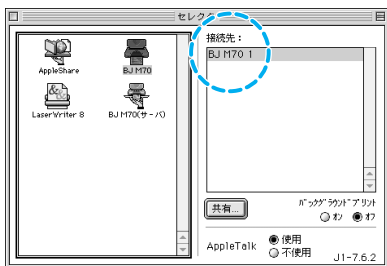 セレクタ
接続先：
BJ M70 1
AppleShare
BJ M70
LaserWriter 8
BJ M70(サーバ)
共有...
バックグラウンドプリント
オン
オフ
AppleTalk
使用
不使用
J1-7.6.2